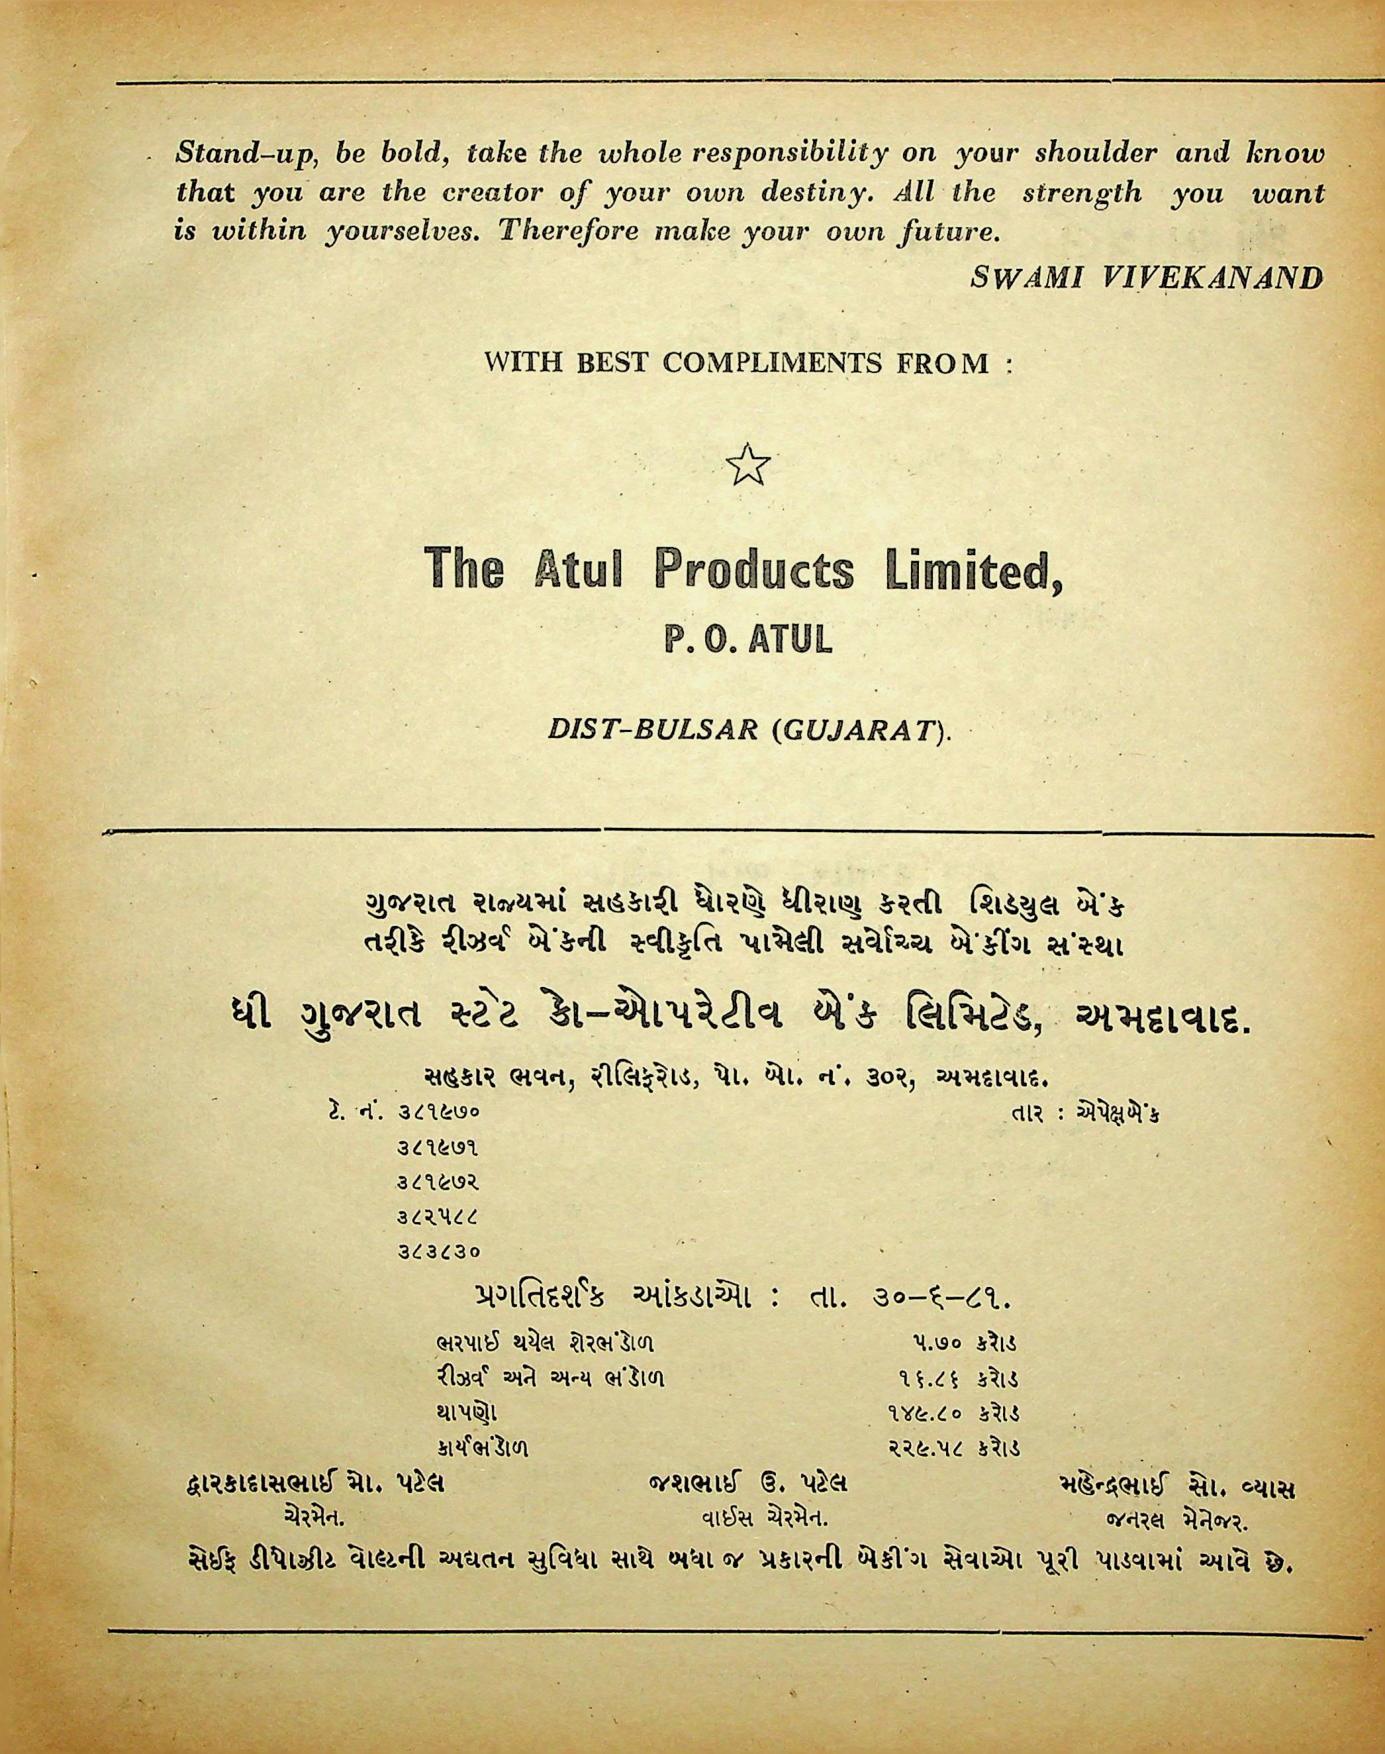 Stand-up, be bold, take the whole responsibility on your shoulder and know
that you are the creator of your own destiny. All the strength you want
is within yourselves. Therefore make your own future.
SWAMI VIVEKANAND
WITH BEST COMPLIMENTS FROM :
The Atul Products Limited,
P. O. ATUL
DIST-BULSAR (GUJARAT).
ગુજરાત રાજ્યમાં સહકારી ધોરણે ધીરાણ કરતી શિડ્યુલ બેંક
તરીકે રીઝર્વ બેંકની સ્વીકૃતિ પામેલી સર્વોચ્ચ બેંકીંગ સંસ્થા
ધી ગુજરાત સ્ટેટ કો-ઓપરેટીવ બેંક લિમિટેડ, અમદાવાદ.
સહકાર ભવન, રીલિફરોડ, પો. બો. નં. ૩૦૨, અમદાવાદ.
ટે. નં. ૩૮૧૯૭૦ તાર : એપેક્ષબેંક
૩૮૧૯૭૧
૩૮૧૯૭૨
૩૮૨૫૮૮
૩૮૩૮૩૦
પ્રગતિદર્શક આંકડાઓ : તા. ૩૦-૬-૮૧.
ભરપાઈ થયેલ શેરભંડોળ ૫.૭૦ કરોડ
રીઝર્વ અને અન્ય ભંડોળ ૧૬.૮૬ કરોડ
થાપણો ૧૪૯.૮૦ કરોડ
કાર્યભંડોળ ૨૨૯.૫૮ કરોડ
દ્વારકાદાસભાઈ મો. પટેલ જશભાઈ ઉ. પટેલ મહેન્દ્રભાઈ સો. વ્યાસ
ચેરમેન. વાઈસ ચેરમેન. જનરલ મેનેજર.
સેઈફ ડીપોઝીટ વોલ્ટની અદ્યતન સુવિધા સાથે બધા જ પ્રકારની બેકીંગ સેવાઓ પૂરી પાડવામાં આવે છે.